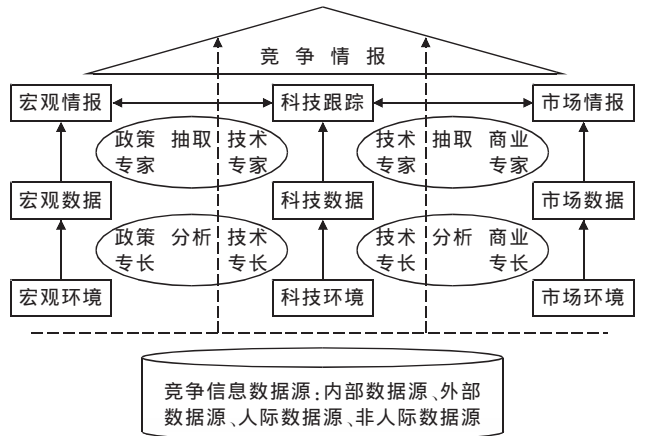 竞争情报
宏观情报 科技跟踪 市场情报
政策 抽取 技术 技术 抽取 商业
专家 专家 专家 专家
宏观数据 科技数据 市场数据
政策 分析 技术 技术 分析 商业
专长 专长 专长 专长
宏观环境 科技环境 市场环境
竞争信息数据源:内部数据源、外部
数据源、人际数据源、非人际数据源